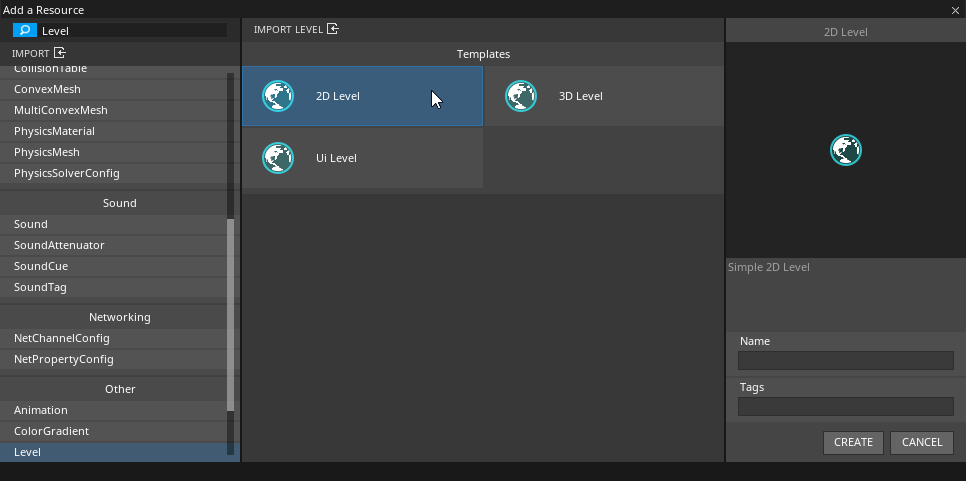 Add a Resource
Level
IMPORT
CollisionTable
ConvexMesh
MultiConvexMesh
PhysicsMaterial
PhysicsMesh
PhysicsSolverConfig
Sound
Sound
SoundAttenuator
SoundCue
SoundTag
Networking
NetChannelConfig
NetPropertyConfig
Other
Animation
ColorGradient
Level
IMPORT LEVEL
Templates
2D Level
3D Level
Ui Level
2D Level
Simple 2D Level
Name
Tags
CREATE
CANCEL